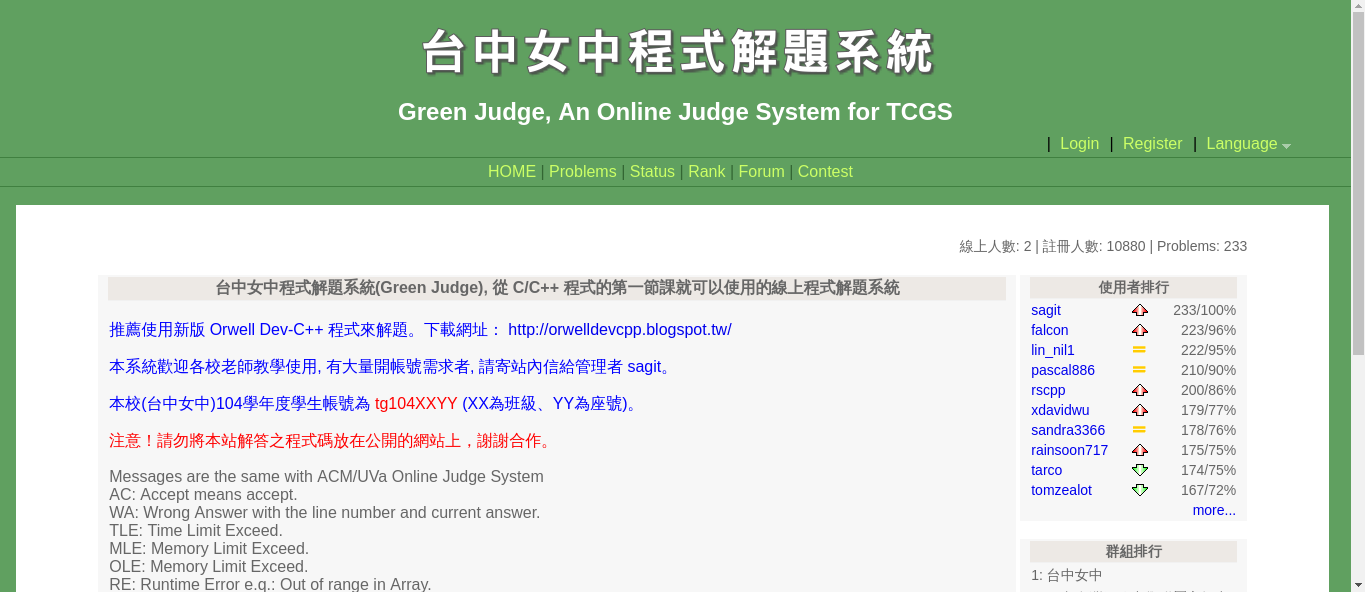 台中女中程式解題系統
Green Judge, An Online Judge System for TCGS
| Login | Register | Language
HOME | Problems | Status | Rank | Forum | Contest
線上人數: 2 | 註冊人數: 10880 | Problems: 233
台中女中程式解題系統(Green Judge), 從 C/C++ 程式的第一節課就可以使用的線上程式解題系統
推薦使用新版 Orwell Dev-C++ 程式來解題。下載網址： http://orwelldevcpp.blogspot.tw/
本系統歡迎各校老師教學使用, 有大量開帳號需求者, 請寄站內信給管理者 sagit。
本校(台中女中)104學年度學生帳號為 tg104XXYY (XX為班級、YY為座號)。
注意！請勿將本站解答之程式碼放在公開的網站上，謝謝合作。
Messages are the same with ACM/UVa Online Judge System
AC: Accept means accept.
WA: Wrong Answer with the line number and current answer.
TLE: Time Limit Exceed.
MLE: Memory Limit Exceed.
OLE: Memory Limit Exceed.
RE: Runtime Error e.q.: Out of range in Array.
使用者排行
sagit 233/100%
falcon 223/96%
lin_nil1 222/95%
pascal886 210/90%
rscpp 200/86%
xdavidwu 179/77%
sandra3366 178/76%
rainsoon717 175/75%
tarco 174/75%
tomzealot 167/72%
more...
群組排行
1: 台中女中